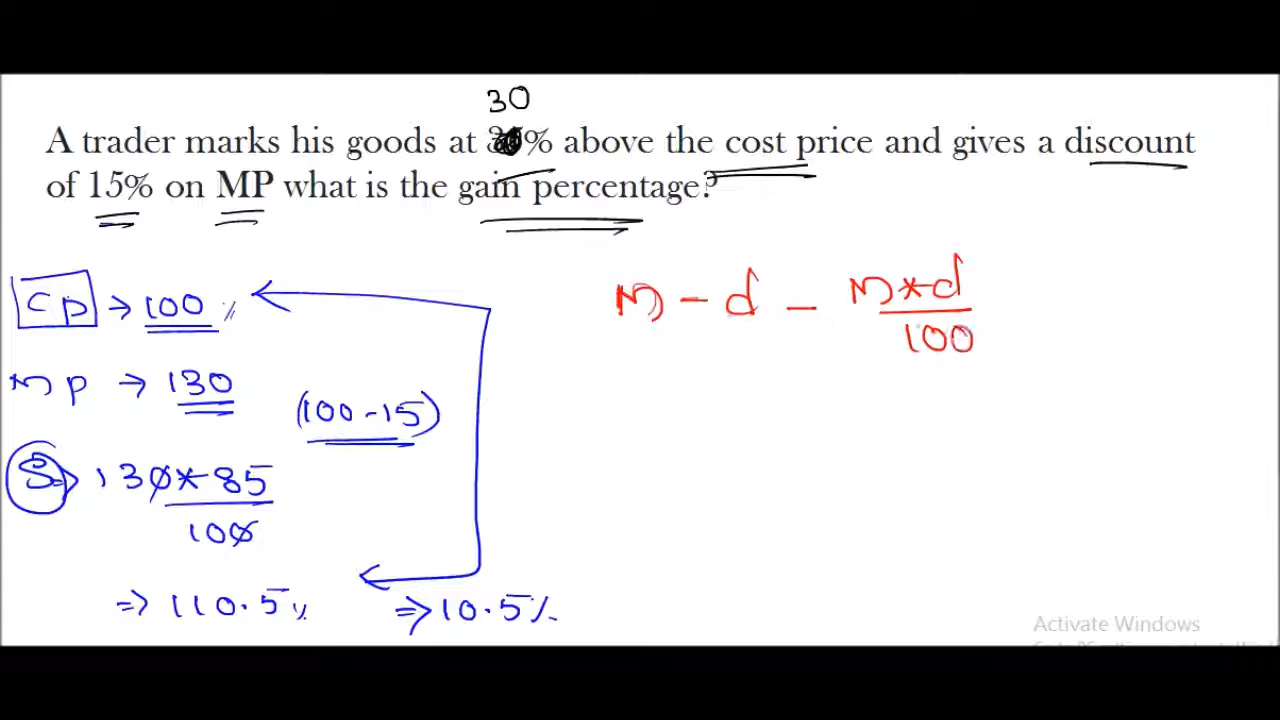 30
A trader marks his goods at % above the cost price and gives a discount
of 15% on MP what is the gain percentage?
CP → 100 %
m - d - m*d/100
MP → 130
(100-15)
S⇒ 130*85/100
⇒ 110.5% ⇒ 10.5%
Activate Windows